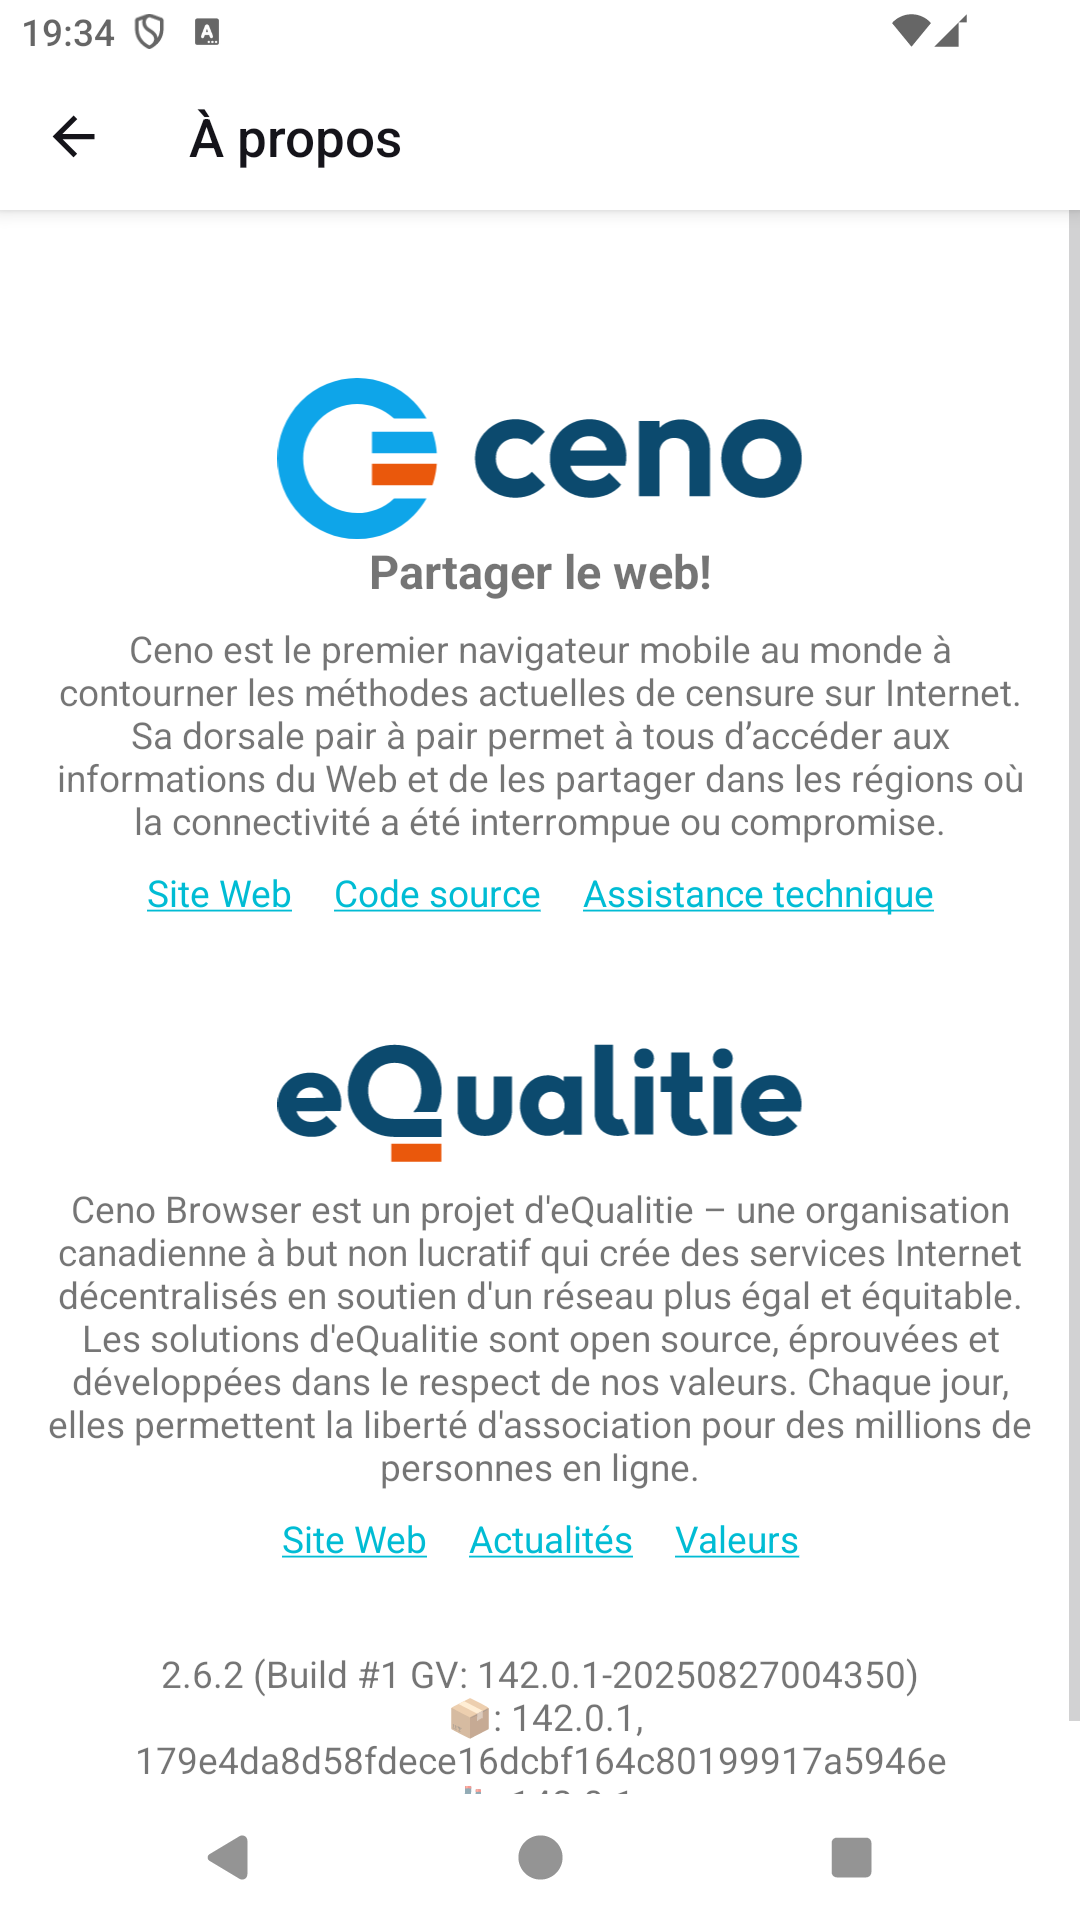 19:34
À propos
ceno
Partager le web!
Ceno est le premier navigateur mobile au monde à
contourner les méthodes actuelles de censure sur Internet.
Sa dorsale pair à pair permet à tous d’accéder aux
informations du Web et de les partager dans les régions où
la connectivité a été interrompue ou compromise.
Site Web Code source Assistance technique
eQualitie
Ceno Browser est un projet d'eQualitie – une organisation
canadienne à but non lucratif qui crée des services Internet
décentralisés en soutien d'un réseau plus égal et équitable.
Les solutions d'eQualitie sont open source, éprouvées et
développées dans le respect de nos valeurs. Chaque jour,
elles permettent la liberté d'association pour des millions de
personnes en ligne.
Site Web Actualités Valeurs
2.6.2 (Build #1 GV: 142.0.1-20250827004350)
📦: 142.0.1,
179e4da8d58fdece16dcbf164c80199917a5946e